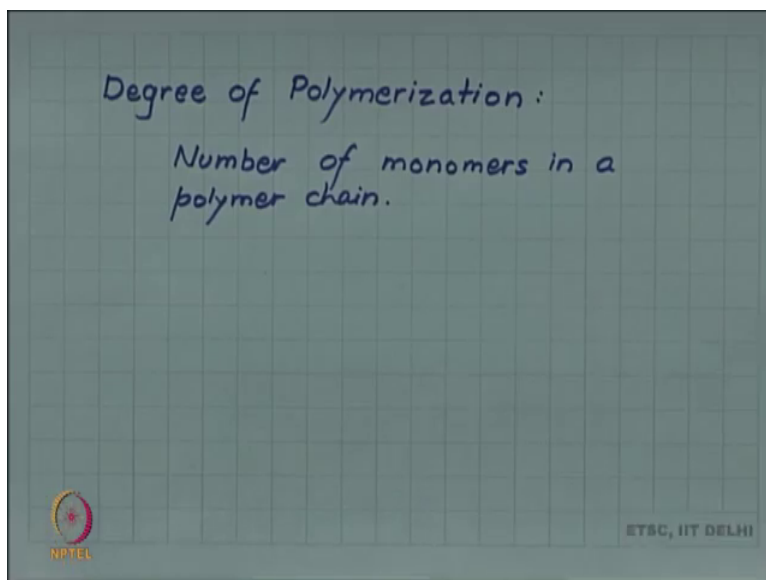 Degree of Polymerization :
Number of monomers in a
polymer chain.
NPTEL
ETSC, IIT DELHI